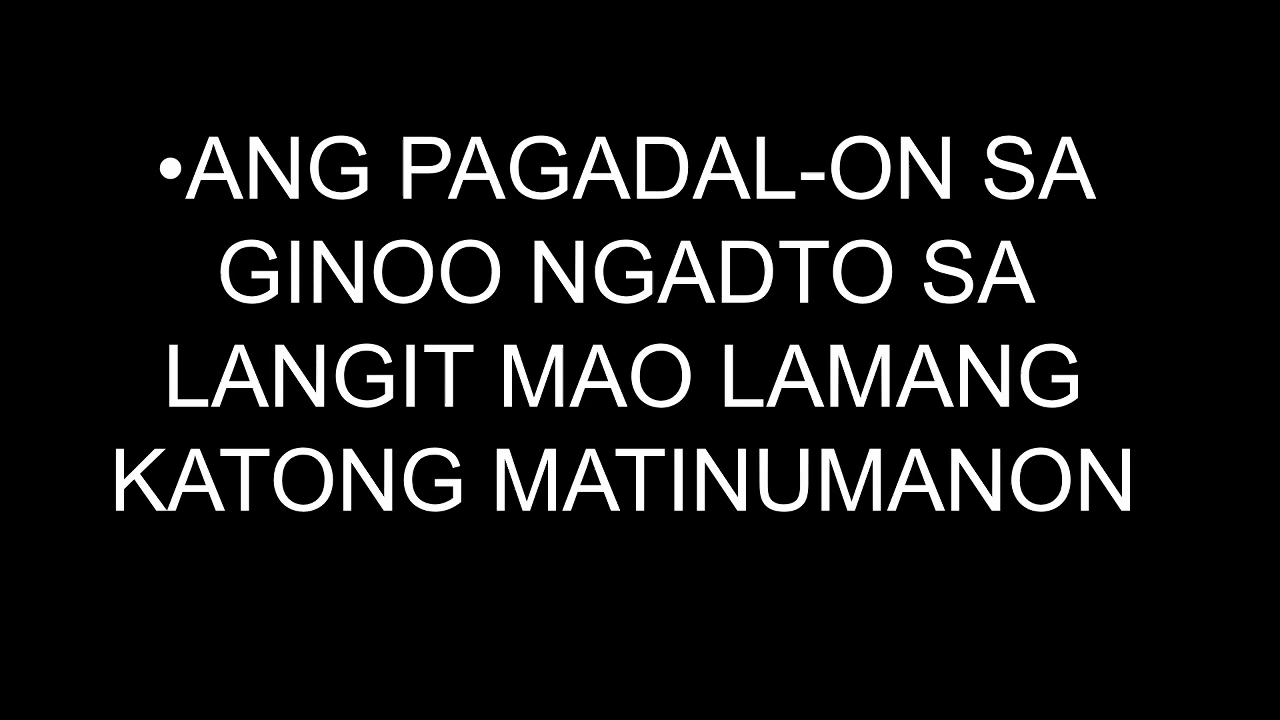 •ANG PAGADAL-ON SA
GINOO NGADTO SA
LANGIT MAO LAMANG
KATONG MATINUMANON